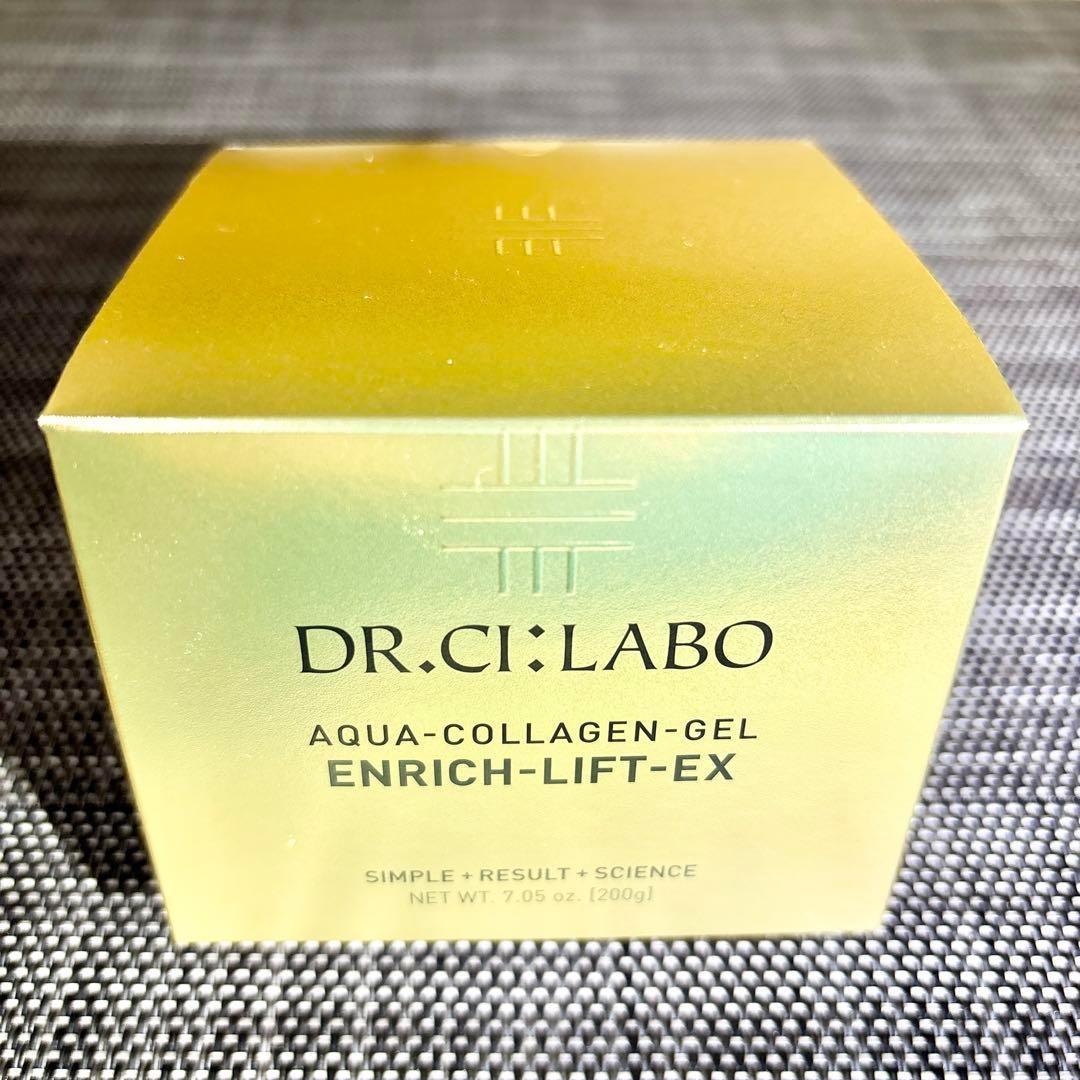 DR.CI:LABO
AQUA-COLLAGEN-GEL
ENRICH-LIFT-EX
SIMPLE + RESULT + SCIENCE
NET WT. 7.05 oz. [200g]